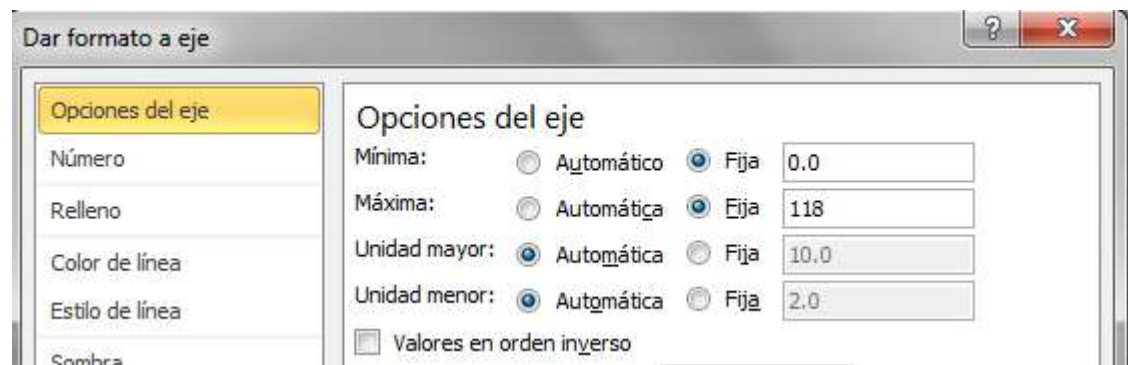 Dar formato a eje
Opciones del eje
Número
Relleno
Color de línea
Estilo de línea
Sombra
Opciones del eje
Mínima: Automático Fija 0.0
Máxima: Automática Fija 118
Unidad mayor: Automática Fija 10.0
Unidad menor: Automática Fija 2.0
Valores en orden inverso